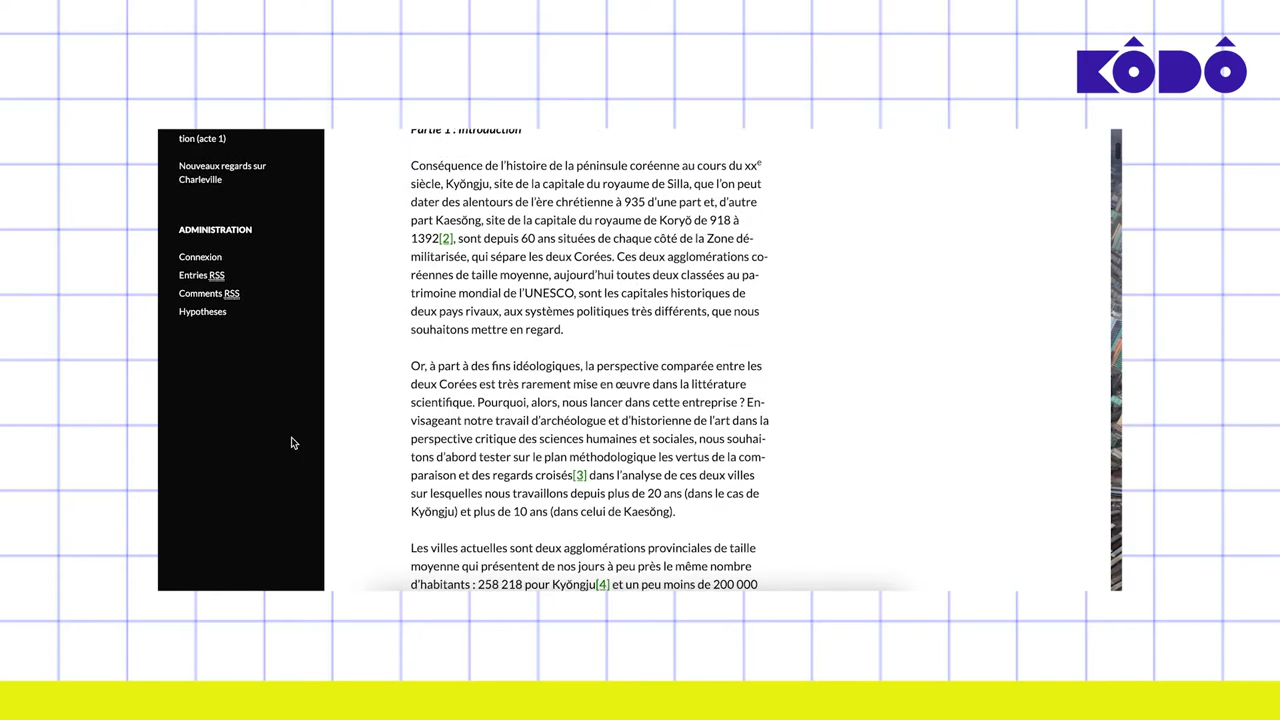 KÔDÔ
tion (acte 1)
Nouveaux regards sur
Charleville
ADMINISTRATION
Connexion
Entries RSS
Comments RSS
Hypotheses
Partie 1 : Introduction
Conséquence de l’histoire de la péninsule coréenne au cours du xxe
siècle, Kyŏngju, site de la capitale du royaume de Silla, que l’on peut
dater des alentours de l’ère chrétienne à 935 d’une part et, d’autre
part Kaesŏng, site de la capitale du royaume de Koryŏ de 918 à
1392[2], sont depuis 60 ans situées de chaque côté de la Zone dé-
militarisée, qui sépare les deux Corées. Ces deux agglomérations co-
réennes de taille moyenne, aujourd’hui toutes deux classées au pa-
trimoine mondial de l’UNESCO, sont les capitales historiques de
deux pays rivaux, aux systèmes politiques très différents, que nous
souhaitons mettre en regard.
Or, à part à des fins idéologiques, la perspective comparée entre les
deux Corées est très rarement mise en œuvre dans la littérature
scientifique. Pourquoi, alors, nous lancer dans cette entreprise ? En-
visageant notre travail d’archéologue et d’historienne de l’art dans la
perspective critique des sciences humaines et sociales, nous souhai-
tons d’abord tester sur le plan méthodologique les vertus de la com-
paraison et des regards croisés[3] dans l’analyse de ces deux villes
sur lesquelles nous travaillons depuis plus de 20 ans (dans le cas de
Kyŏngju) et plus de 10 ans (dans celui de Kaesŏng).
Les villes actuelles sont deux agglomérations provinciales de taille
moyenne qui présentent de nos jours à peu près le même nombre
d’habitants : 258 218 pour Kyŏngju[4] et un peu moins de 200 000